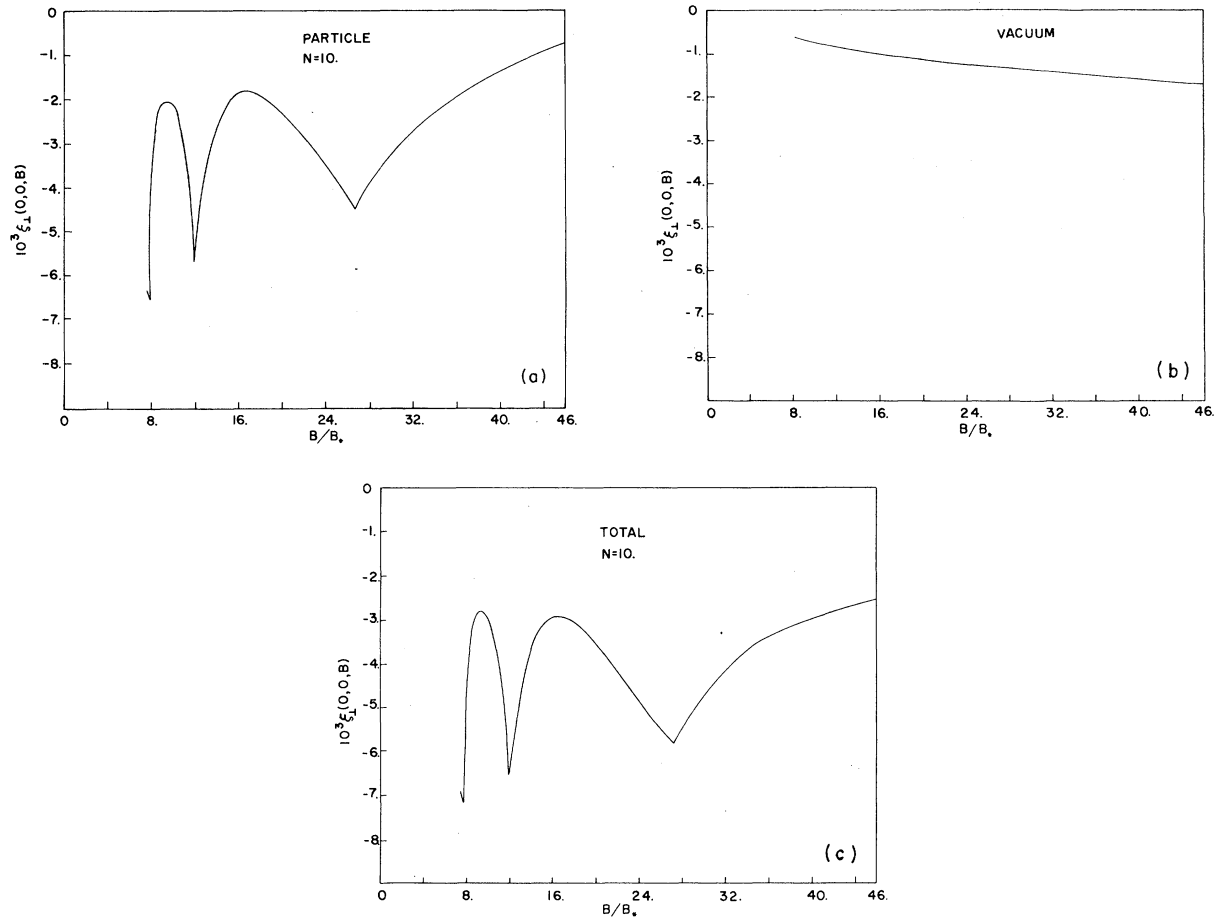 0
-1.
-2.
-3.
-4.
-5.
-6.
-7.
-8.
10³ξ⊥(0,0,B)
PARTICLE
N=10.
(a)
0 8. 16. 24. 32. 40. 46.
B/B.
0
-1.
-2.
-3.
-4.
-5.
-6.
-7.
-8.
10³ξ⊥(0,0,B)
VACUUM
(b)
0 8. 16. 24. 32. 40. 46.
B/B.
0
-1.
-2.
-3.
-4.
-5.
-6.
-7.
-8.
10³ξ⊥(0,0,B)
TOTAL
N=10.
(c)
0 8. 16. 24. 32. 40. 46.
B/B.